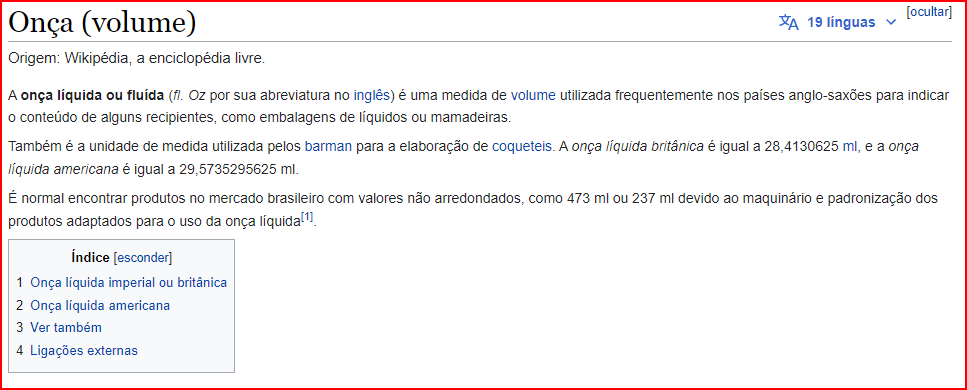 Onça (volume)
19 línguas
[ocultar]
Origem: Wikipédia, a enciclopédia livre.
A onça líquida ou fluída (fl. Oz por sua abreviatura no inglês) é uma medida de volume utilizada frequentemente nos países anglo-saxões para indicar
o conteúdo de alguns recipientes, como embalagens de líquidos ou mamadeiras.
Também é a unidade de medida utilizada pelos barman para a elaboração de coqueteis. A onça líquida britânica é igual a 28,4130625 ml, e a onça
líquida americana é igual a 29,5735295625 ml.
É normal encontrar produtos no mercado brasileiro com valores não arredondados, como 473 ml ou 237 ml devido ao maquinário e padronização dos
produtos adaptados para o uso da onça líquida[1].
Índice [esconder]
1 Onça líquida imperial ou britânica
2 Onça líquida americana
3 Ver também
4 Ligações externas